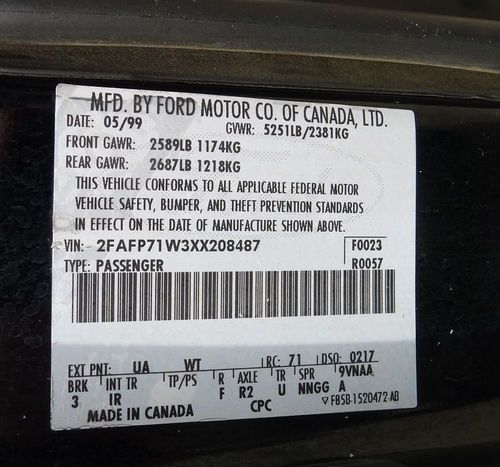 MFD. BY FORD MOTOR CO. OF CANADA, LTD.
DATE: 05/99 GVWR: 5251LB/2381KG
FRONT GAWR: 2589LB 1174KG
REAR GAWR: 2687LB 1218KG
THIS VEHICLE CONFORMS TO ALL APPLICABLE FEDERAL MOTOR
VEHICLE SAFETY, BUMPER, AND THEFT PREVENTION STANDARDS
IN EFFECT ON THE DATE OF MANUFACTURE SHOWN ABOVE.
VIN: 2FAFP71W3XX208487 F0023
TYPE: PASSENGER R0057
EXT PNT: UA WT RC: 71 DSO: 0217
BRK INT TR TP/PS R AXLE TR SPR 9VNAA
3 IR F R2 U NNGG A
MADE IN CANADA CPC ▽ F85B-1520472-AB